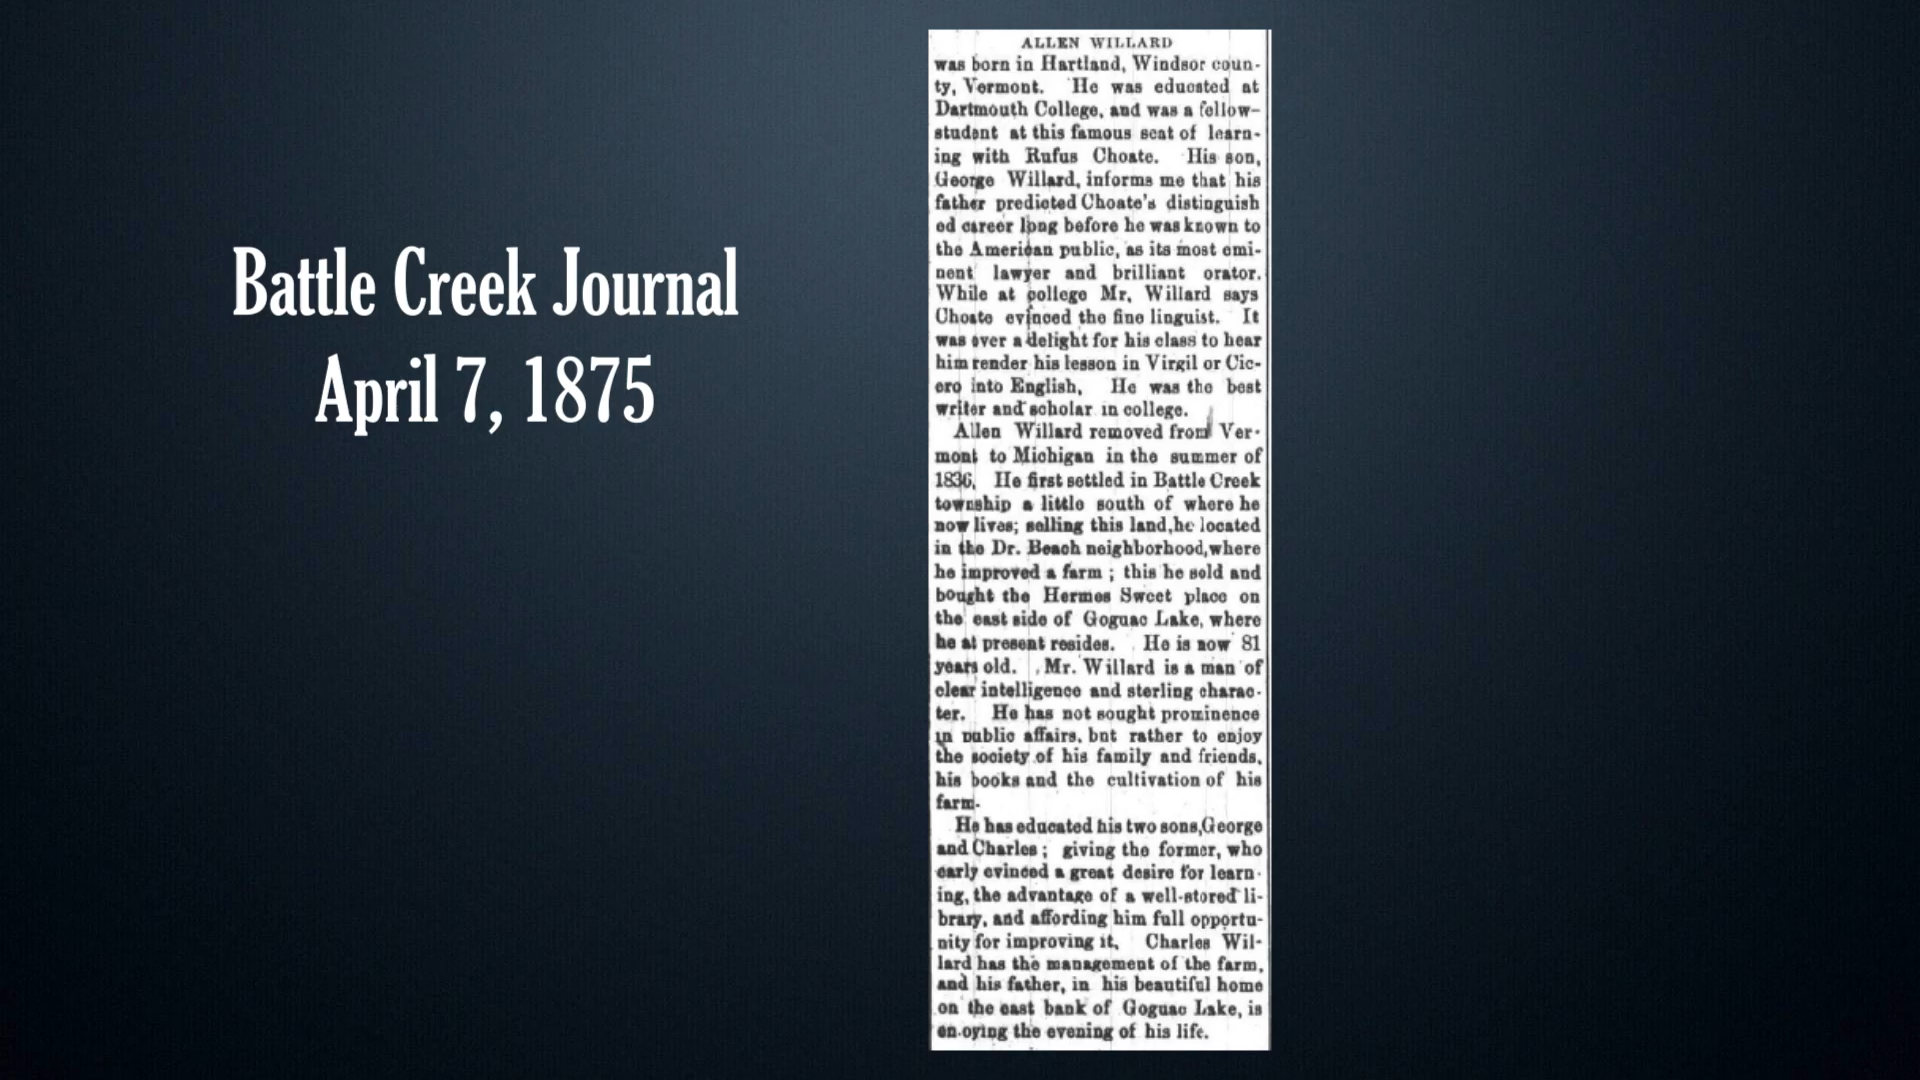 Battle Creek Journal
April 7, 1875
ALLEN WILLARD
was born in Hartland, Windsor coun-
ty, Vermont. He was educated at
Dartmouth College, and was a fellow-
student at this famous seat of learn-
ing with Rufus Choate. His son,
George Willard, informs me that his
father predicted Choate's distinguish
ed career long before he was known to
the American public, as its most emi-
nent lawyer and brilliant orator.
While at college Mr. Willard says
Choate evinced the fine linguist. It
was ever a delight for his class to hear
him render his lesson in Virgil or Cic-
ero into English. He was the best
writer and scholar in college.
Allen Willard removed from Ver-
mont to Michigan in the summer of
1836. He first settled in Battle Creek
township a little south of where he
now lives; selling this land, he located
in the Dr. Beach neighborhood, where
he improved a farm ; this he sold and
bought the Hermes Sweet place on
the east side of Goguac Lake, where
he at present resides. He is now 81
years old. Mr. Willard is a man of
clear intelligence and sterling charac-
ter. He has not sought prominence
in public affairs, but rather to enjoy
the society of his family and friends,
his books and the cultivation of his
farm.
He has educated his two sons, George
and Charles ; giving the former, who
early evinced a great desire for learn-
ing, the advantage of a well-stored li-
brary, and affording him full opportu-
nity for improving it. Charles Wil-
lard has the management of the farm,
and his father, in his beautiful home
on the east bank of Goguac Lake, is
en oying the evening of his life.